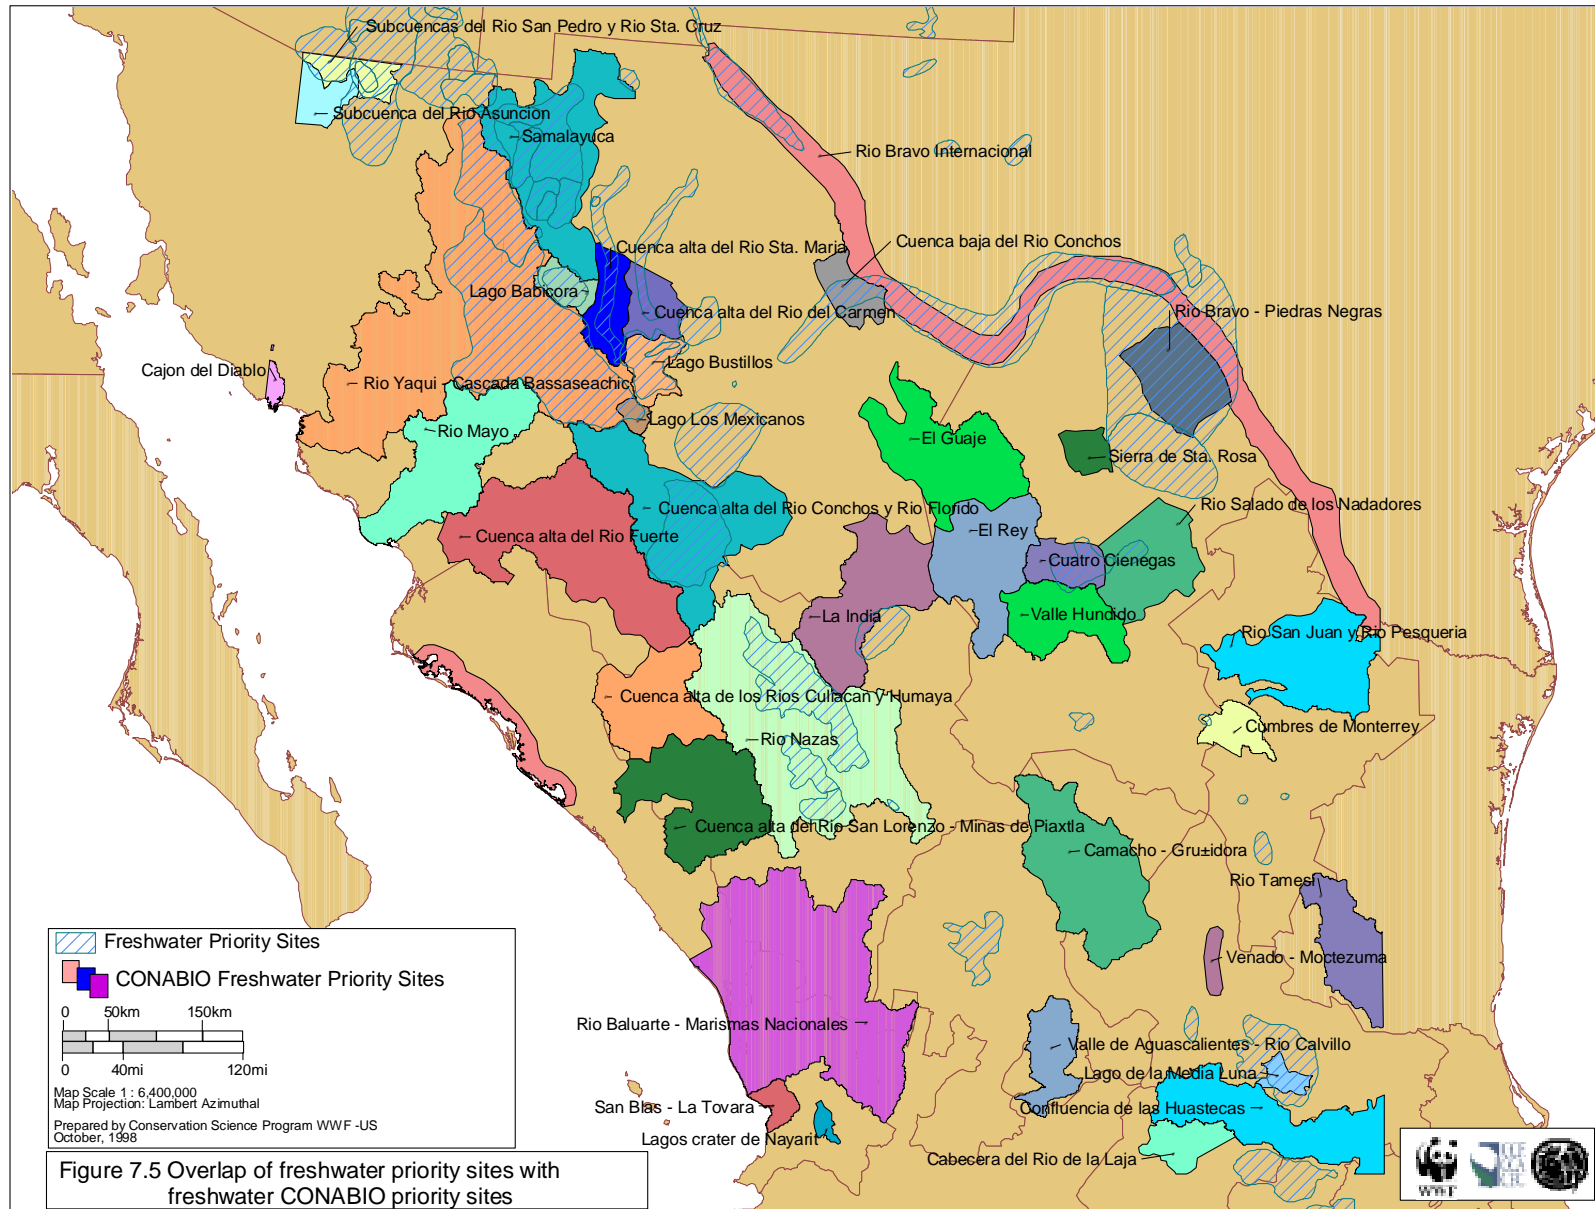 Subcuencas del Rio San Pedro y Rio Sta. Cruz
Subcuenca del Rio Asuncion
Samalayuca
Rio Bravo Internacional
Cuenca alta del Rio Sta. Maria
Cuenca baja del Rio Conchos
Lago Babicora
Cuenca alta del Rio del Carmen
Rio Bravo - Piedras Negras
Cajon del Diablo
Lago Bustillos
Rio Yaqui - Cascada Bassaseachic
Lago Los Mexicanos
Rio Mayo
El Guaje
Sierra de Sta. Rosa
Cuenca alta del Rio Conchos y Rio Florido
Rio Salado de los Nadadores
El Rey
Cuenca alta del Rio Fuerte
Cuatro Cienegas
La India
Valle Hundido
Rio San Juan y Rio Pesqueria
Cuenca alta de los Rios Culiacan y Humaya
Rio Nazas
Cumbres de Monterrey
Cuenca alta del Rio San Lorenzo - Minas de Piaxtla
Camacho - Gru±idora
Rio Tamesi
Venado - Moctezuma
Rio Baluarte - Marismas Nacionales
Valle de Aguascalientes - Rio Calvillo
Lago de la Media Luna
San Blas - La Tovara
Confluencia de las Huastecas
Lagos crater de Nayarit
Cabecera del Rio de la Laja
Freshwater Priority Sites
CONABIO Freshwater Priority Sites
0 50km 150km
0 40mi 120mi
Map Scale 1 : 6,400,000
Map Projection: Lambert Azimuthal
Prepared by Conservation Science Program WWF -US
October, 1998
Figure 7.5 Overlap of freshwater priority sites with
freshwater CONABIO priority sites
WWF